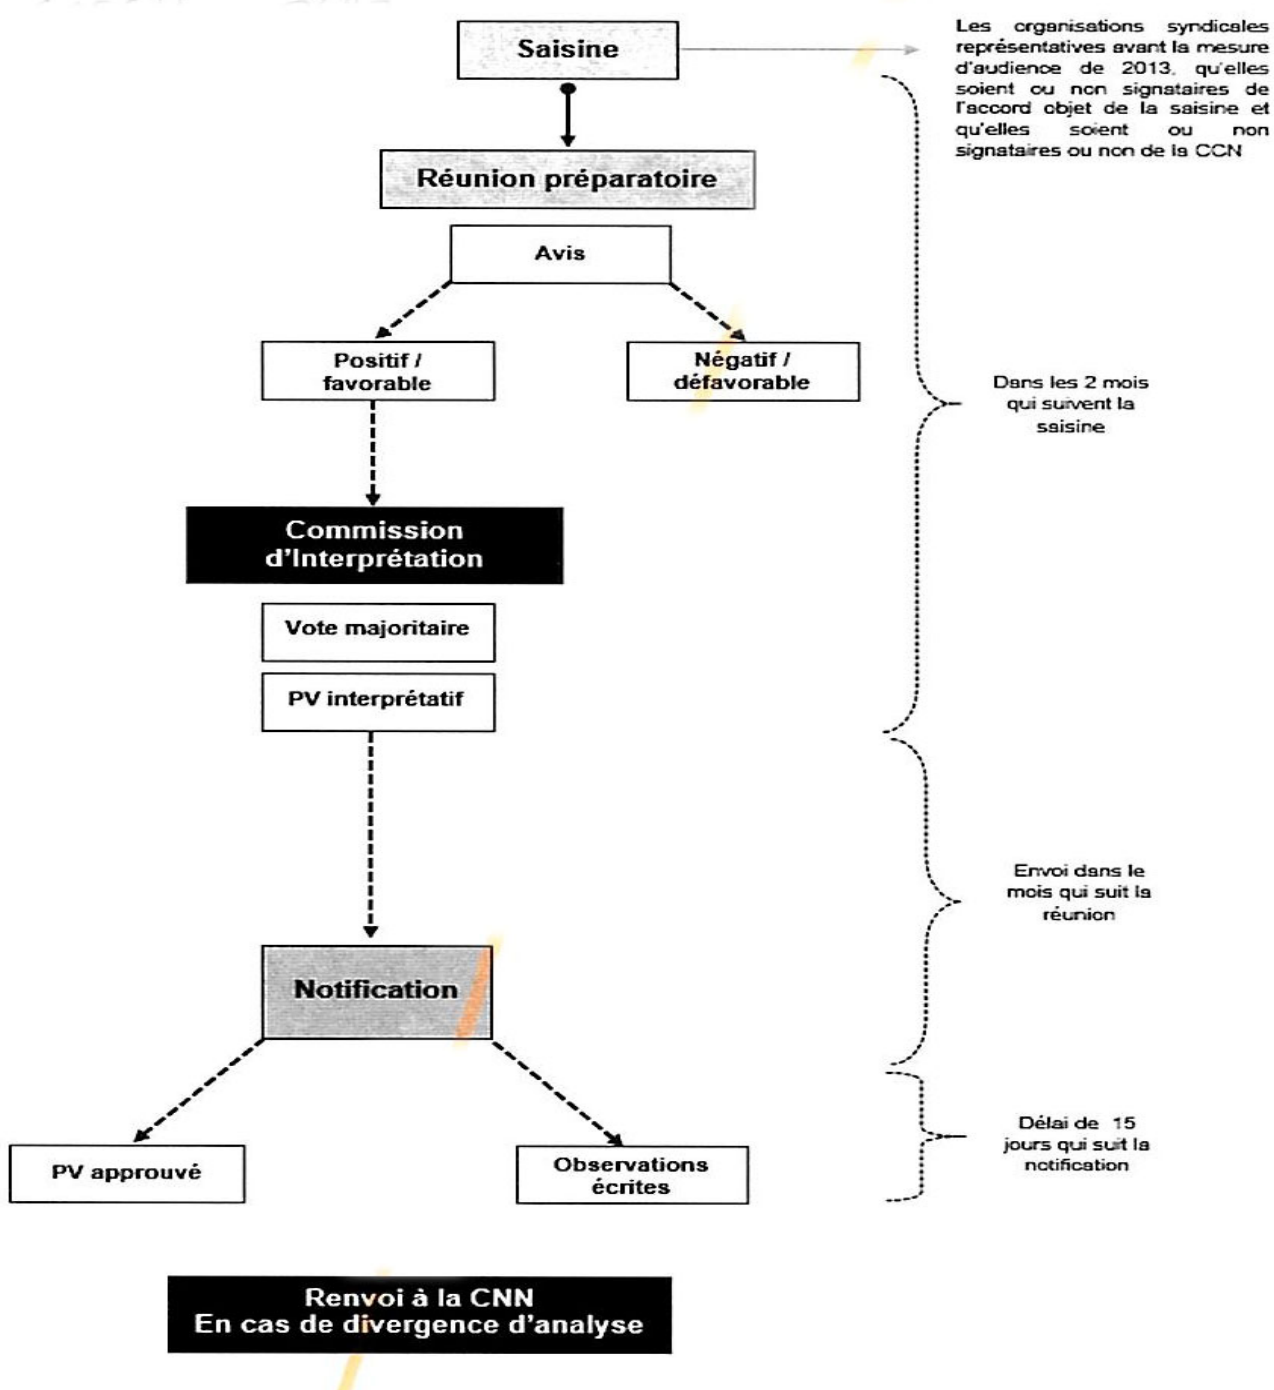 Saisine
Les organisations syndicales
représentatives avant la mesure
d'audience de 2013, qu'elles
soient ou non signataires de
l'accord objet de la saisine et
qu'elles soient ou non
signataires ou non de la CCN
Réunion préparatoire
Avis
Positif /
favorable
Négatif /
défavorable
Dans les 2 mois
qui suivent la
saisine
Commission
d'Interprétation
Vote majoritaire
PV interprétatif
Envoi dans le
mois qui suit la
réunion
Notification
Délai de 15
jours qui suit la
notification
PV approuvé
Observations
écrites
Renvoi à la CNN
En cas de divergence d'analyse